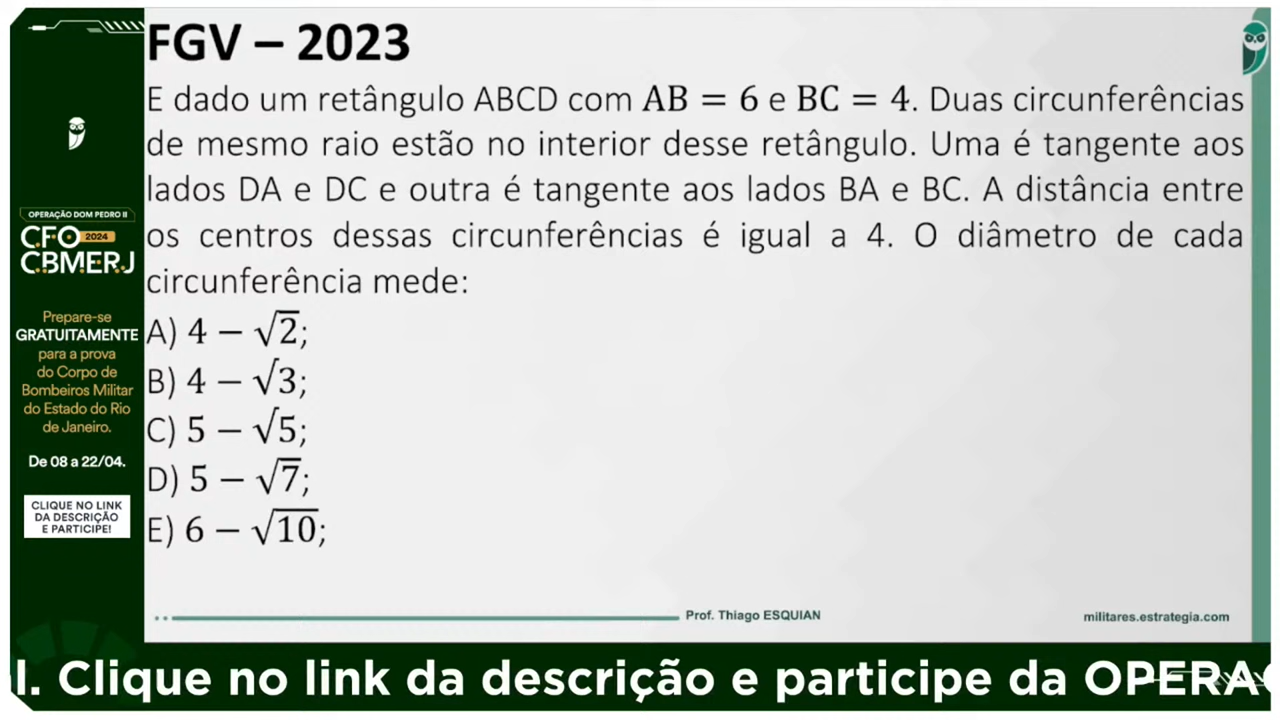 FGV – 2023
E dado um retângulo ABCD com AB = 6 e BC = 4. Duas circunferências
de mesmo raio estão no interior desse retângulo. Uma é tangente aos
lados DA e DC e outra é tangente aos lados BA e BC. A distância entre
os centros dessas circunferências é igual a 4. O diâmetro de cada
circunferência mede:
A) 4 − √2;
B) 4 − √3;
C) 5 − √5;
D) 5 − √7;
E) 6 − √10;
OPERAÇÃO DOM PEDRO II
CFO 2024
CBMERJ
Prepare-se
GRATUITAMENTE
para a prova
do Corpo de
Bombeiros Militar
do Estado do Rio
de Janeiro.
De 08 a 22/04.
CLIQUE NO LINK
DA DESCRIÇÃO
E PARTICIPE!
Prof. Thiago ESQUIAN
militares.estrategia.com
l. Clique no link da descrição e participe da OPERA